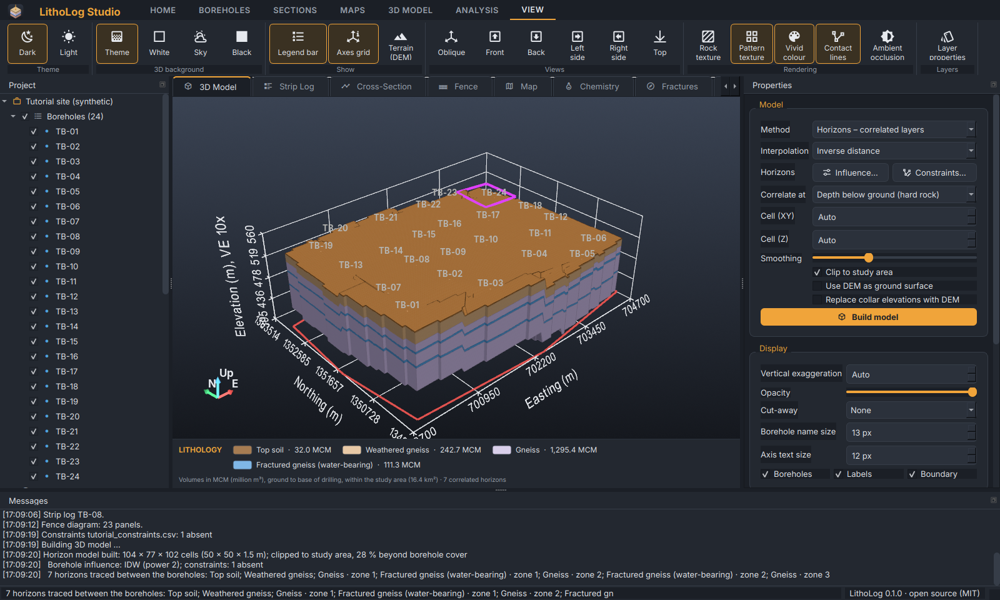 LithoLog Studio
HOME BOREHOLES SECTIONS MAPS 3D MODEL ANALYSIS VIEW
Dark Light Theme White Sky Black Legend bar Axes grid Terrain (DEM) Oblique Front Back Left side Right side Top Rock texture Pattern texture Vivid colour Contact lines Ambient occlusion Layer properties
Theme 3D background Show Views Rendering Layers
Project
Tutorial site (synthetic)
Boreholes (24)
TB-01
TB-02
TB-03
TB-04
TB-05
TB-06
TB-07
TB-08
TB-09
TB-10
TB-11
TB-12
TB-13
TB-14
TB-15
TB-16
TB-17
TB-18
TB-19
TB-20
TB-21
TB-22
TB-23
TB-24
3D Model Strip Log Cross-Section Fence Map Chemistry Fractures
TB-23 TB-24
TB-22 TB-18
TB-21 TB-17 TB-12
TB-20 TB-16
TB-19 TB-15 TB-10 TB-11 TB-06
TB-14 TB-08 TB-09 TB-04 TB-05
TB-13 TB-02
TB-07 TB-03
TB-01
Elevation (m), VE 10x
436 478 519 560
1352585
1351657
1350728
Northing (m)
700950
702200
703450
704700
Easting (m)
Up
N E
LITHOLOGY Top soil · 32.0 MCM Weathered gneiss · 242.7 MCM Gneiss · 1,295.4 MCM
Fractured gneiss (water-bearing) · 111.3 MCM
Volumes in MCM (million m³), ground to base of drilling, within the study area (16.4 km²) · 7 correlated horizons
Properties
Model
Method Horizons – correlated layers
Interpolation Inverse distance
Horizons Influence... Constraints...
Correlate at Depth below ground (hard rock)
Cell (XY) Auto
Cell (Z) Auto
Smoothing
Clip to study area
Use DEM as ground surface
Replace collar elevations with DEM
Build model
Display
Vertical exaggeration Auto
Opacity
Cut-away None
Borehole name size 13 px
Axis text size 12 px
Boreholes Labels Boundary
Messages
[17:09:06] Strip log TB-08.
[17:09:12] Fence diagram: 23 panels.
[17:09:19] Constraints tutorial_constraints.csv: 1 absent
[17:09:19] Building 3D model ...
[17:09:20] Horizon model built: 104 × 77 × 102 cells (50 × 50 × 1.5 m); clipped to study area, 28 % beyond borehole cover
[17:09:20] Borehole influence: IDW (power 2); constraints: 1 absent
[17:09:20] 7 horizons traced between the boreholes: Top soil; Weathered gneiss; Gneiss · zone 1; Fractured gneiss (water-bearing) · zone 1; Gneiss · zone 2; Fractured gneiss (water-bearing) · zone 2; Gneiss · zone 3
7 horizons traced between the boreholes: Top soil; Weathered gneiss; Gneiss · zone 1; Fractured gneiss (water-bearing) · zone 1; Gneiss · zone 2; Fractured gn
LithoLog 0.1.0 · open source (MIT)